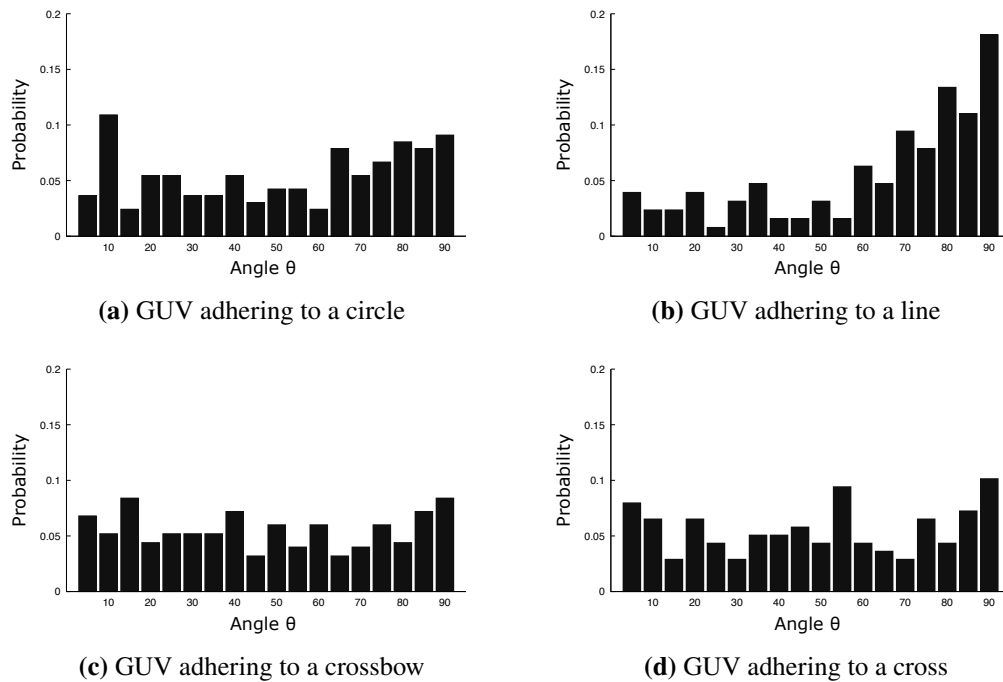 0.2
0.15
0.1
0.05
0
Probability
10 20 30 40 50 60 70 80 90
Angle θ
(a) GUV adhering to a circle
0.2
0.15
0.1
0.05
0
Probability
10 20 30 40 50 60 70 80 90
Angle θ
(b) GUV adhering to a line
0.2
0.15
0.1
0.05
0
Probability
10 20 30 40 50 60 70 80 90
Angle θ
(c) GUV adhering to a crossbow
0.2
0.15
0.1
0.05
0
Probability
10 20 30 40 50 60 70 80 90
Angle θ
(d) GUV adhering to a cross